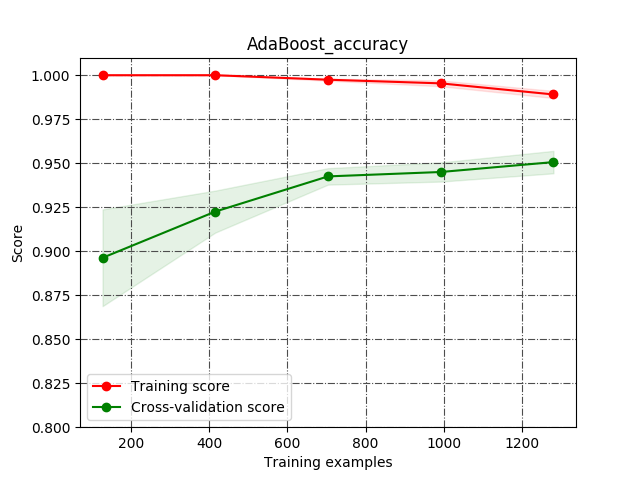 AdaBoost_accuracy
Score
1.000
0.975
0.950
0.925
0.900
0.875
0.850
0.825
0.800
Training score
Cross-validation score
200 400 600 800 1000 1200
Training examples